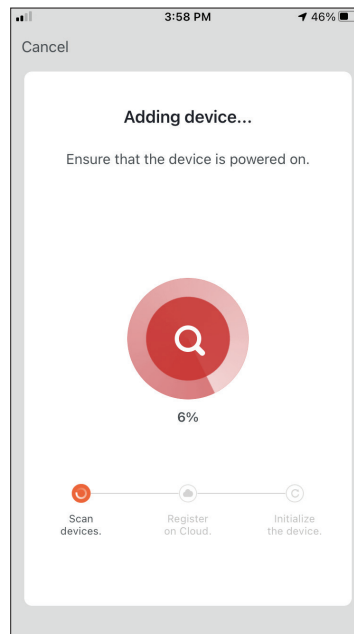 3:58 PM
46%
Cancel
Adding device...
Ensure that the device is powered on.
6%
Scan
devices.
Register
on Cloud.
Initialize
the device.